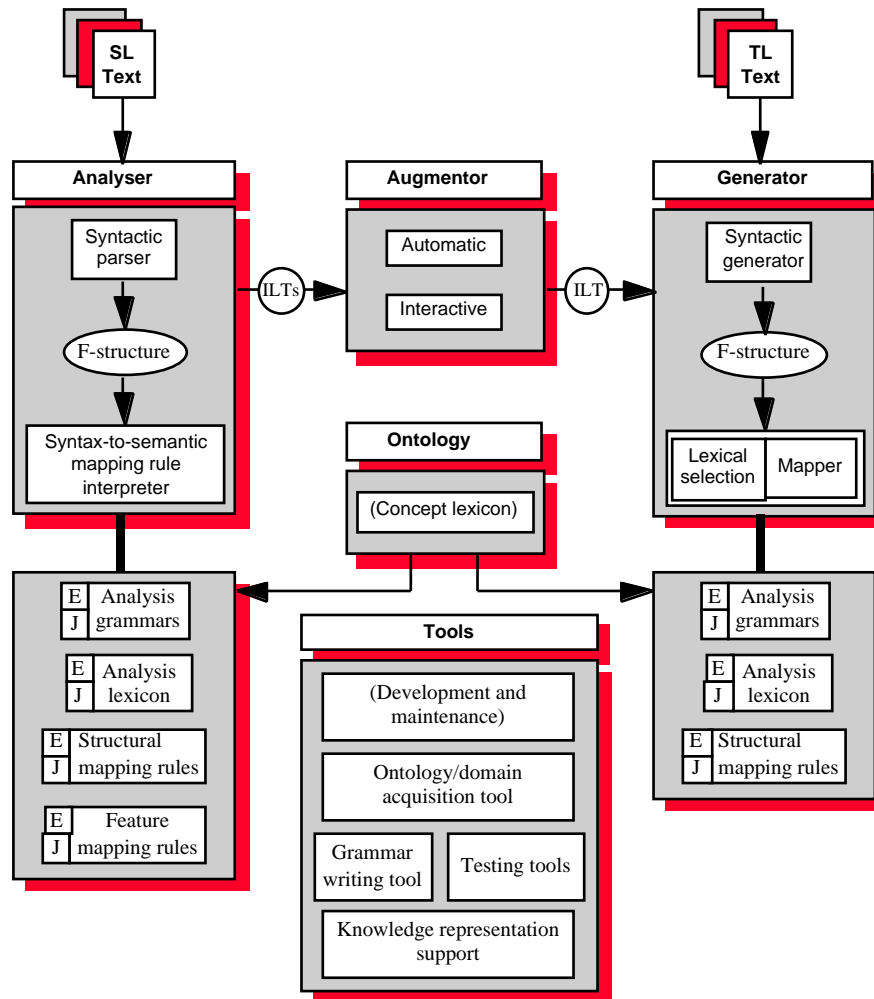 SL
Text
TL
Text
Analyser
Augmentor
Generator
Syntactic
parser
F-structure
Syntax-to-semantic
mapping rule
interpreter
ILTs
Automatic
Interactive
ILT
Syntactic
generator
F-structure
Lexical
selection
Mapper
Ontology
(Concept lexicon)
E
J
Analysis
grammars
E
J
Analysis
lexicon
E
J
Structural
mapping rules
E
J
Feature
mapping rules
Tools
(Development and
maintenance)
Ontology/domain
acquisition tool
Grammar
writing tool
Testing tools
Knowledge representation
support
E
J
Analysis
grammars
E
J
Analysis
lexicon
E
J
Structural
mapping rules